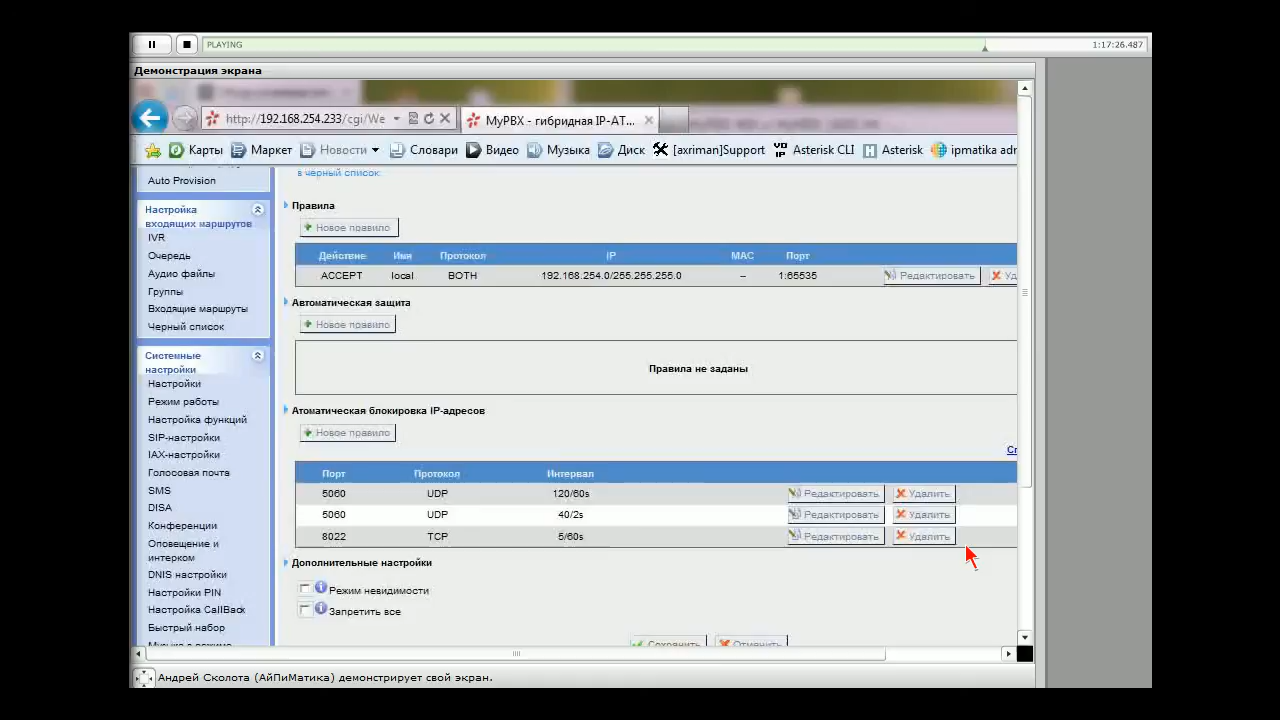 PLAYING
1:17:26.487
Демонстрация экрана
http://192.168.254.233/cgi/We
MyPBX - гибридная IP-AT...
Карты Маркет Новости Словари Видео Музыка Диск [axriman]Support Asterisk CLI Asterisk ipmatika adr
Auto Provision
Настройка
входящих маршрутов
IVR
Очередь
Аудио файлы
Группы
Входящие маршруты
Черный список
Системные
настройки
Настройки
Режим работы
Настройка функций
SIP-настройки
IAX-настройки
Голосовая почта
SMS
DISA
Конференции
Оповещение и
интерком
DNIS настройки
Настройки PIN
Настройка CallBack
Быстрый набор
в черный список.
Правила
Новое правило
Действие Имя Протокол IP MAC Порт
ACCEPT local BOTH 192.168.254.0/255.255.255.0 -- 1:65535 Редактировать Уд
Автоматическая защита
Новое правило
Правила не заданы
Атоматическая блокировка IP-адресов
Новое правило
Порт Протокол Интервал
5060 UDP 120/60s Редактировать Удалить
5060 UDP 40/2s Редактировать Удалить
8022 TCP 5/60s Редактировать Удалить
Дополнительные настройки
Режим невидимости
Запретить все
Сохранить Отменить
Андрей Сколота (АйПиМатика) демонстрирует свой экран.